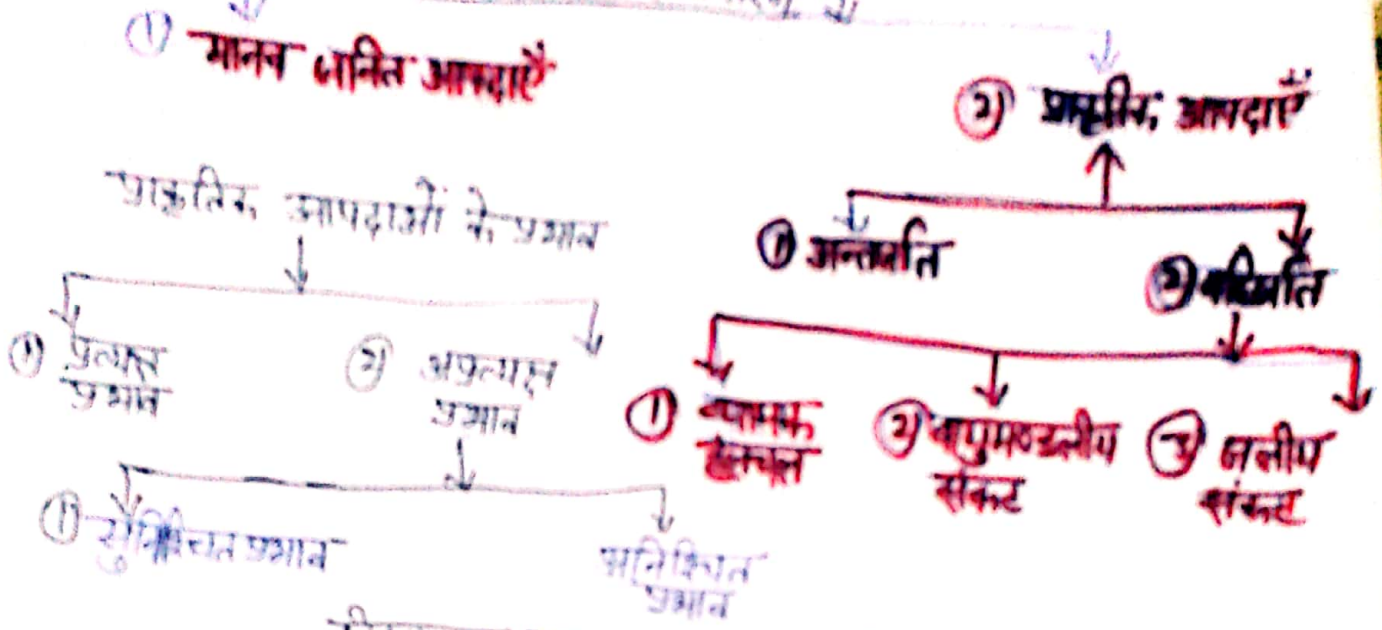 ① मानव जनित आपदाएँ
② प्राकृतिक आपदाएँ
प्राकृतिक आपदाओं के प्रभाव
① अन्तर्जात
② बहिर्जात
① प्रत्यक्ष
प्रभाव
② अप्रत्यक्ष
प्रभाव
① व्यापक
हलचल
② वायुमण्डलीय
संकट
③ जलीय
संकट
① सुनिश्चित प्रभाव
अनिश्चित
प्रभाव